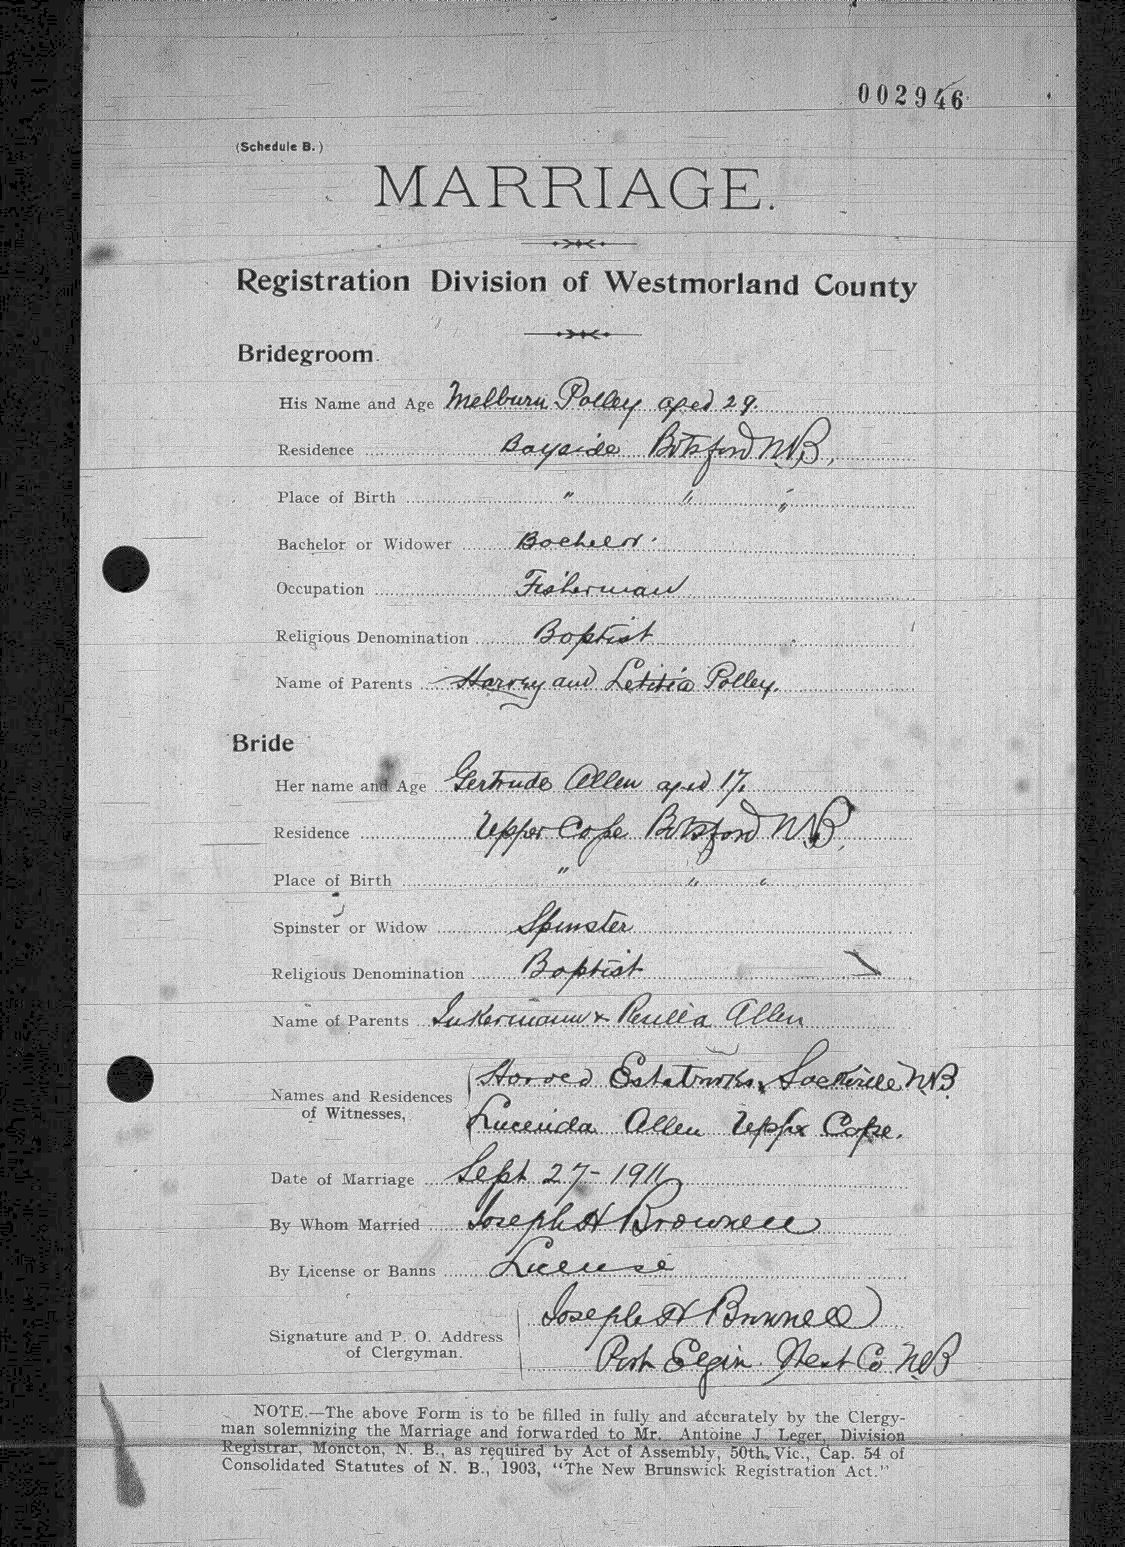 002946
(Schedule B.)
MARRIAGE.
Registration Division of Westmorland County
Bridegroom.
His Name and Age Melburn Polley aped 29.
Residence Bayside Botsford N.B.
Place of Birth " " "
Bachelor or Widower Bachelor.
Occupation Fisherman
Religious Denomination Baptist
Name of Parents Harvey and Letitia Polley.
Bride
Her name and Age Gertrude Allen aged 17.
Residence Upper Cape Botsford N.B.
Place of Birth " " "
Spinster or Widow Spinster
Religious Denomination Baptist
Name of Parents Inkermann & Allen
Names and Residences of Witnesses, Sackville N.B.
Lucinda Allen Upper Cape.
Date of Marriage Sept 27 - 1911
By Whom Married Joseph H Brownell
By License or Banns License
Signature and P. O. Address of Clergyman. Joseph H Brownell
Port Elgin. West Co N.B
NOTE.—The above Form is to be filled in fully and accurately by the Clergy-
man solemnizing the Marriage and forwarded to Mr. Antoine J Leger, Division
Registrar, Moncton, N. B., as required by Act of Assembly, 50th, Vic., Cap. 54 of
Consolidated Statutes of N. B., 1903, "The New Brunswick Registration Act."